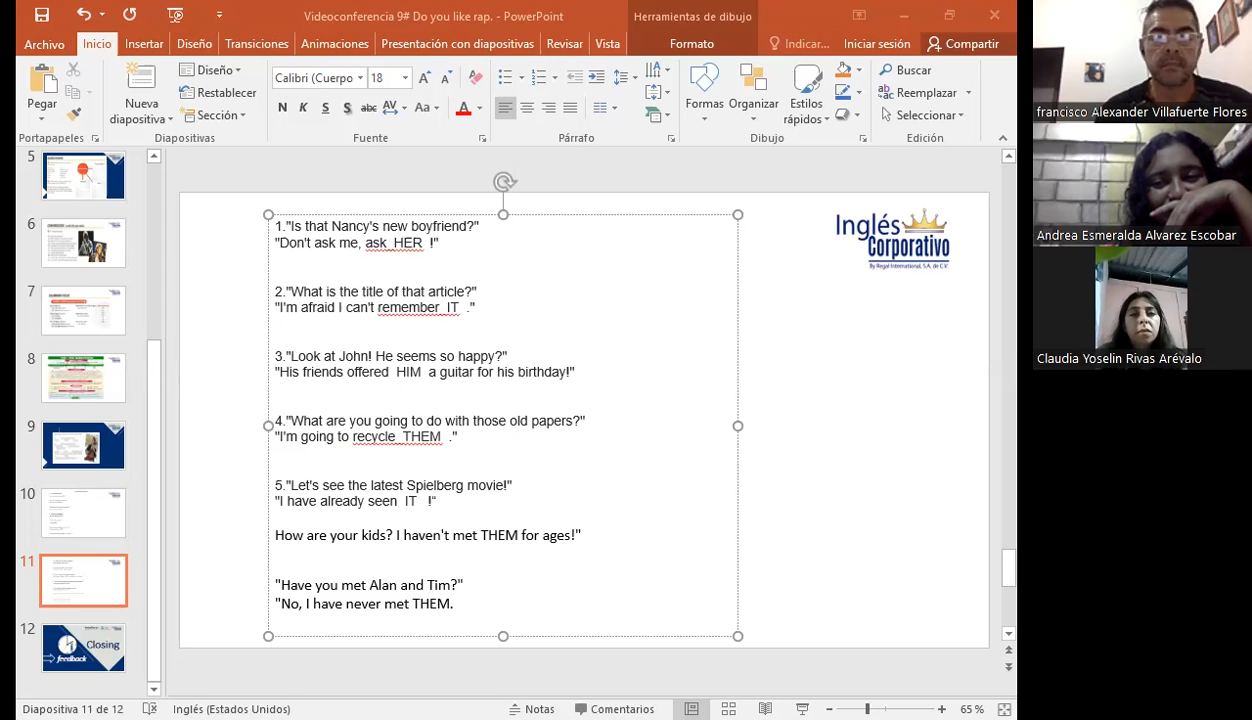 Videoconferencia 9# Do you like rap. - PowerPoint
Herramientas de dibujo
Archivo
Inicio
Insertar
Diseño
Transiciones
Animaciones
Presentación con diapositivas
Revisar
Vista
Formato
Indicar...
Iniciar sesión
Compartir
Pegar
Nueva diapositiva
Diseño
Restablecer
Sección
Calibri (Cuerpo
18
N K S S abc AV Aa A
Formas
Organizar
Estilos rápidos
Buscar
Reemplazar
Seleccionar
Portapapeles
Diapositivas
Fuente
Párrafo
Dibujo
Edición
5
6
7
8
9
10
11
12
Closing
feedback
1."Is that Nancy's new boyfriend?"
"Don't ask me, ask HER !"
2."What is the title of that article?"
"I'm afraid I can't remember IT ."
3."Look at John! He seems so happy?"
"His friends offered HIM a guitar for his birthday!"
4."What are you going to do with those old papers?"
"I'm going to recycle THEM ."
5."Let's see the latest Spielberg movie!"
"I have already seen IT !"
How are your kids? I haven't met THEM for ages!"
"Have you met Alan and Tim?"
"No, I have never met THEM.
Inglés
Corporativo
By Regal International, S.A. de C.V.
francisco Alexander Villafuerte Flores
Andrea Esmeralda Alvarez Escobar
Claudia Yoselin Rivas Arévalo
Diapositiva 11 de 12
Inglés (Estados Unidos)
Notas
Comentarios
65 %